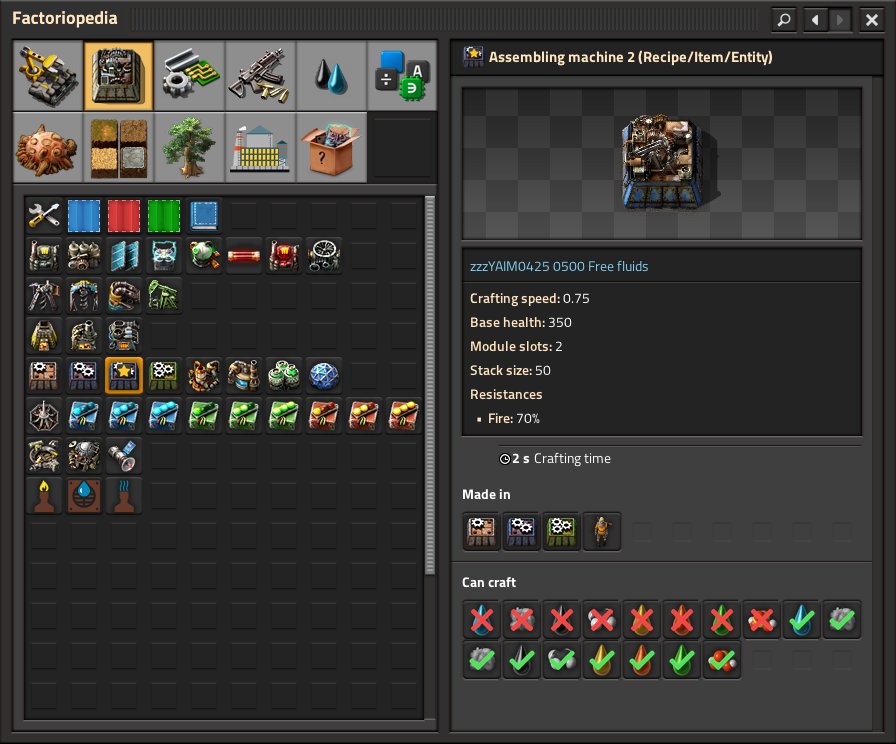 Factoriopedia
Assembling machine 2 (Recipe/Item/Entity)
zzzYAIM0425 0500 Free fluids
Crafting speed: 0.75
Base health: 350
Module slots: 2
Stack size: 50
Resistances
▪ Fire: 70%
2 s Crafting time
Made in
Can craft